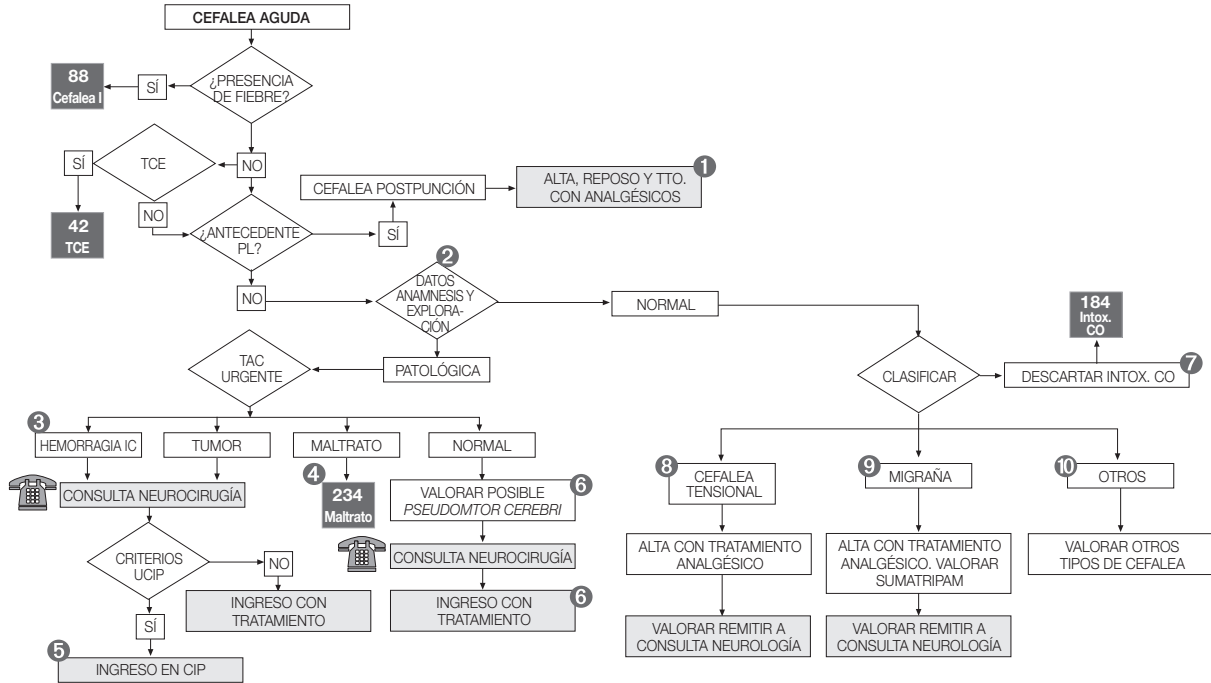 CEFALEA AGUDA
¿PRESENCIA
DE FIEBRE?
SÍ
88
Cefalea I
NO
TCE
SÍ
42
TCE
NO
¿ANTECEDENTE
PL?
SÍ
CEFALEA POSTPUNCIÓN
1
ALTA, REPOSO Y TTO.
CON ANALGÉSICOS
NO
2
DATOS
ANAMNESIS Y
EXPLORA-
CIÓN
NORMAL
184
Intox.
CO
PATOLÓGICA
TAC
URGENTE
CLASIFICAR
7
DESCARTAR INTOX. CO
3
HEMORRAGIA IC
TUMOR
MALTRATO
NORMAL
4
234
Maltrato
CONSULTA NEUROCIRUGÍA
6
VALORAR POSIBLE
PSEUDOMTOR CEREBRI
CONSULTA NEUROCIRUGÍA
CRITERIOS
UCIP
NO
INGRESO CON
TRATAMIENTO
6
INGRESO CON
TRATAMIENTO
SÍ
5
INGRESO EN CIP
8
CEFALEA
TENSIONAL
9
MIGRAÑA
10
OTROS
ALTA CON TRATAMIENTO
ANALGÉSICO
ALTA CON TRATAMIENTO
ANALGÉSICO. VALORAR
SUMATRIPAM
VALORAR OTROS
TIPOS DE CEFALEA
VALORAR REMITIR A
CONSULTA NEUROLOGÍA
VALORAR REMITIR A
CONSULTA NEUROLOGÍA